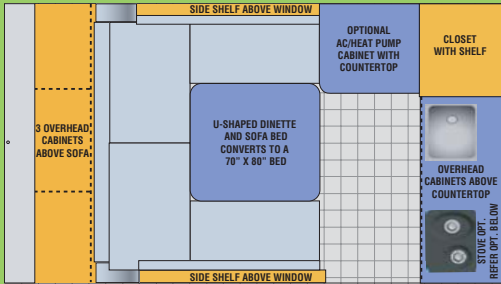 SIDE SHELF ABOVE WINDOW
OPTIONAL
AC/HEAT PUMP
CABINET WITH
COUNTERTOP
CLOSET
WITH SHELF
3 OVERHEAD
CABINETS
ABOVE SOFA
U-SHAPED DINETTE
AND SOFA BED
CONVERTS TO A
70" X 80" BED
OVERHEAD
CABINETS ABOVE
COUNTERTOP
STOVE OPT.
REFER OPT. BELOW
SIDE SHELF ABOVE WINDOW